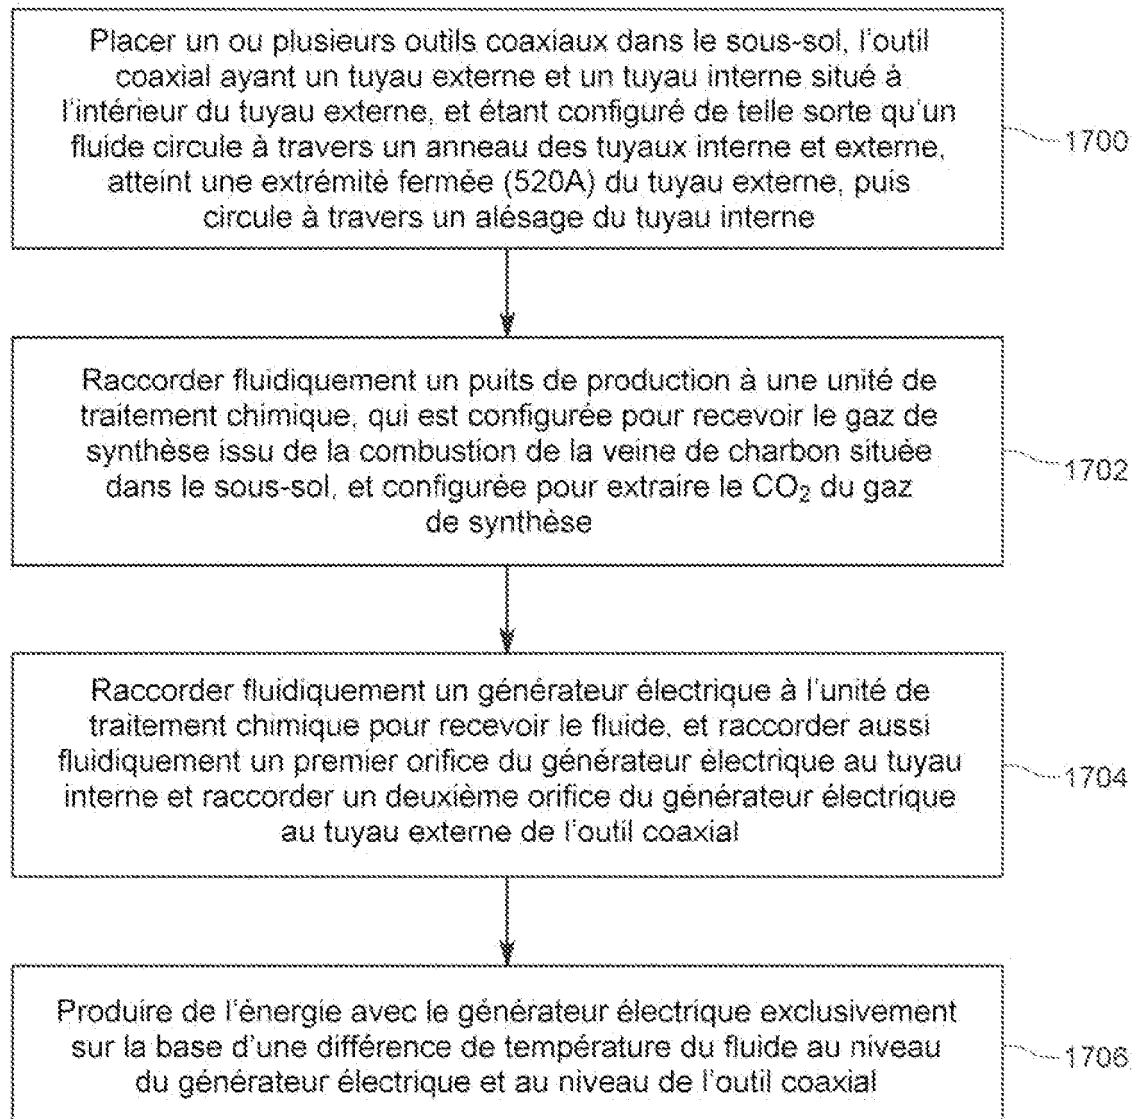 Placer un ou plusieurs outils coaxiaux dans le sous-sol, l'outil
coaxial ayant un tuyau externe et un tuyau interne situé à
l'intérieur du tuyau externe, et étant configuré de telle sorte qu'un
fluide circule à travers un anneau des tuyaux interne et externe,
atteint une extrémité fermée (520A) du tuyau externe, puis
circule à travers un alésage du tuyau interne
1700
Raccorder fluidiquement un puits de production à une unité de
traitement chimique, qui est configurée pour recevoir le gaz de
synthèse issu de la combustion de la veine de charbon située
dans le sous-sol, et configurée pour extraire le CO₂ du gaz
de synthèse
1702
Raccorder fluidiquement un générateur électrique à l'unité de
traitement chimique pour recevoir le fluide, et raccorder aussi
fluidiquement un premier orifice du générateur électrique au tuyau
interne et raccorder un deuxième orifice du générateur électrique
au tuyau externe de l'outil coaxial
1704
Produire de l'énergie avec le générateur électrique exclusivement
sur la base d'une différence de température du fluide au niveau
du générateur électrique et au niveau de l'outil coaxial
1706